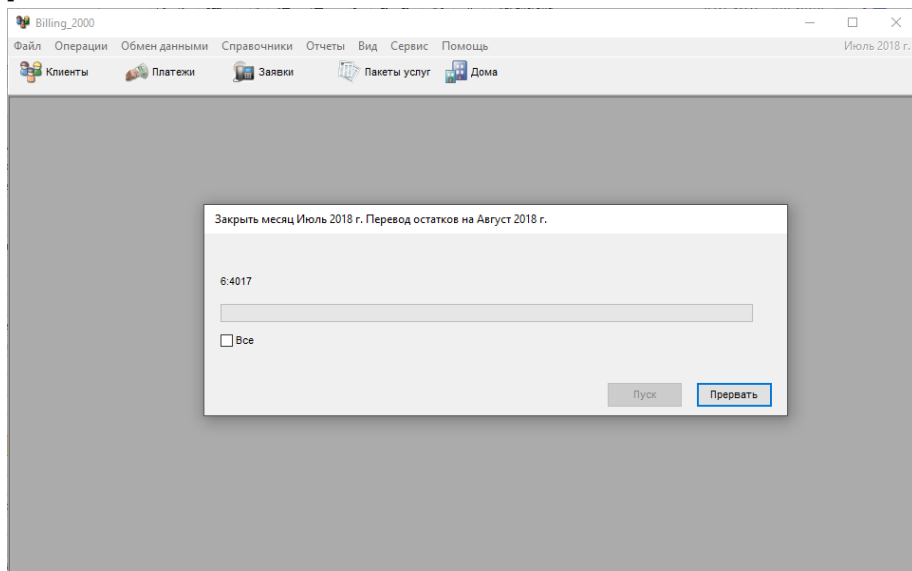 Billing_2000
Файл Операции Обмен данными Справочники Отчеты Вид Сервис Помощь Июль 2018 г.
Клиенты Платежи Заявки Пакеты услуг Дома
Закрыть месяц Июль 2018 г. Перевод остатков на Август 2018 г.
6:4017
Все
Пуск Прервать